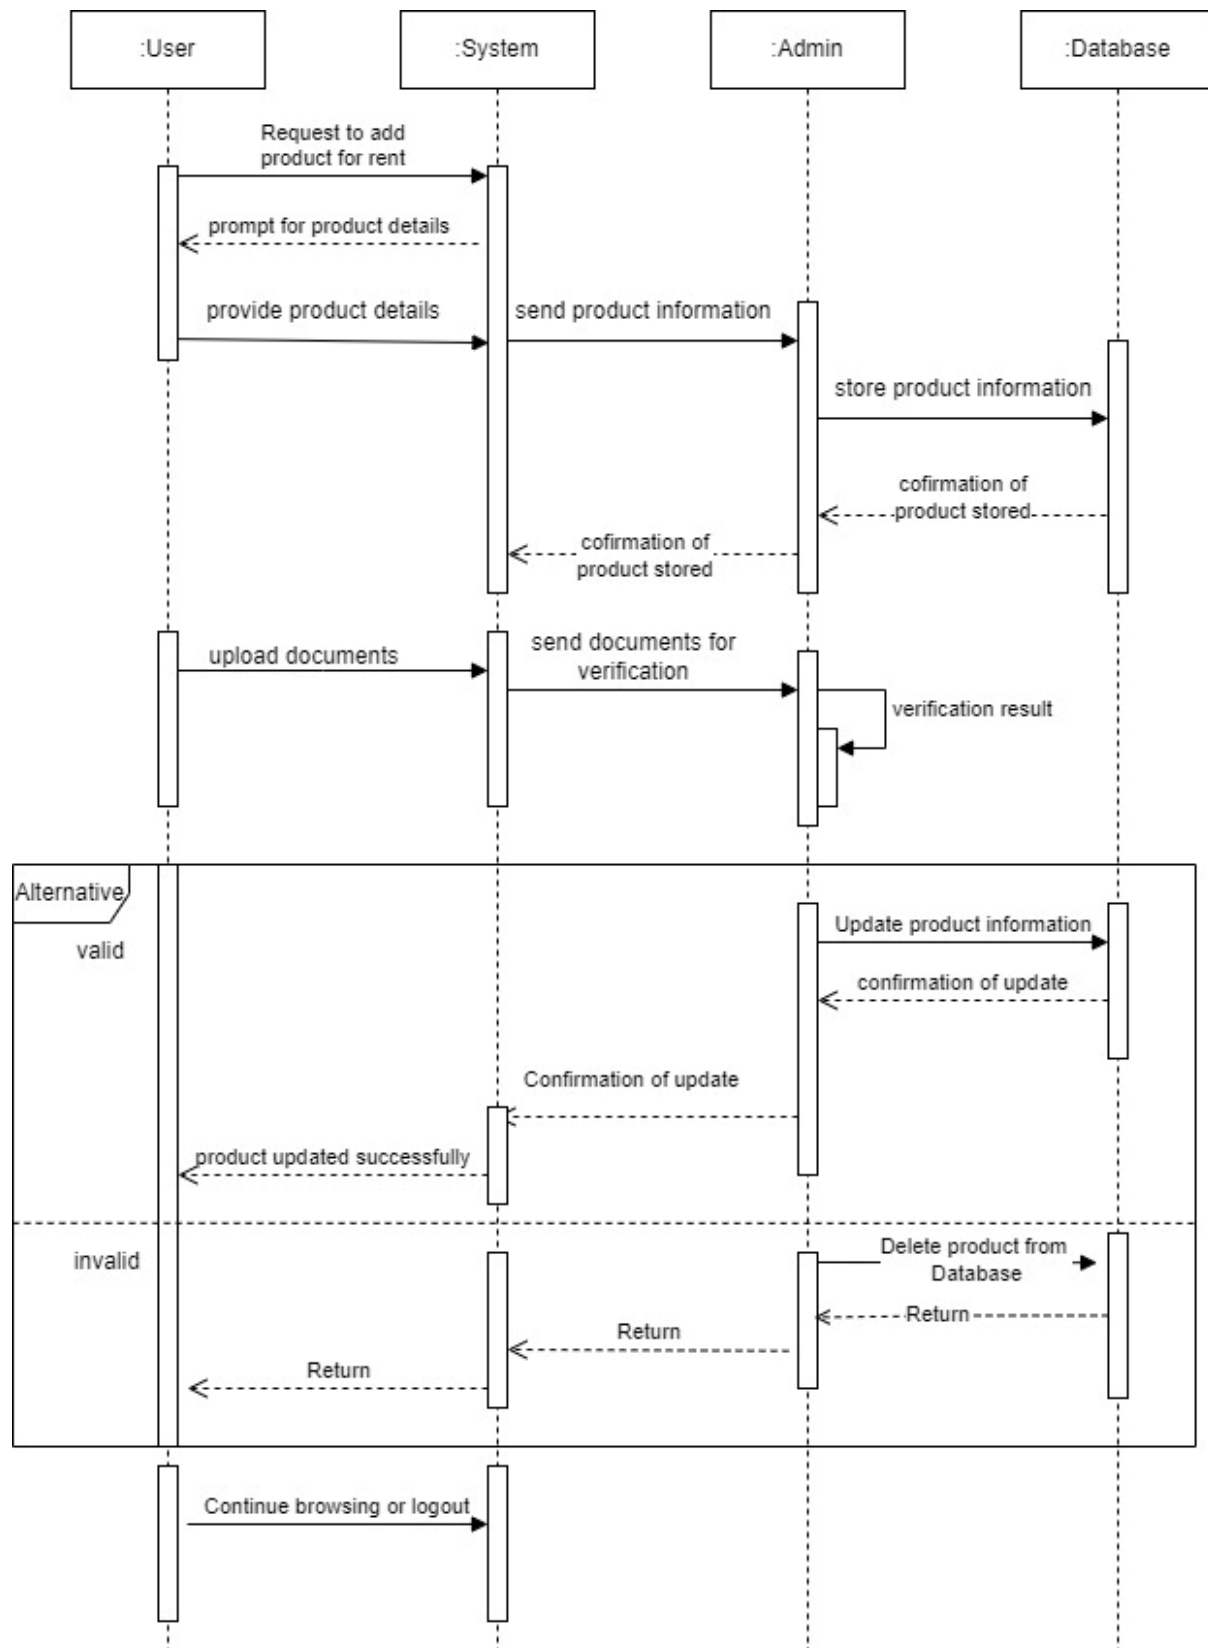 :User
:System
:Admin
:Database
Request to add
product for rent
prompt for product details
provide product details
send product information
store product information
cofirmation of
product stored
cofirmation of
product stored
upload documents
send documents for
verification
verification result
Alternative
valid
Update product information
confirmation of update
Confirmation of update
product updated successfully
invalid
Delete product from
Database
Return
Return
Return
Continue browsing or logout